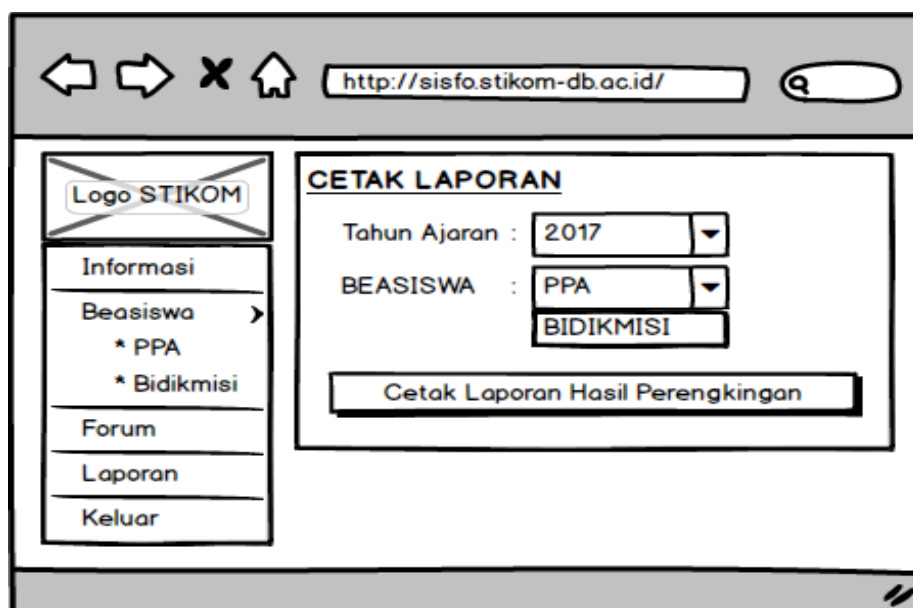 http://sisfo.stikom-db.ac.id/
Logo STIKOM
Informasi
Beasiswa
* PPA
* Bidikmisi
Forum
Laporan
Keluar
CETAK LAPORAN
Tahun Ajaran : 2017
BEASISWA : PPA
BIDIKMISI
Cetak Laporan Hasil Perengkingan